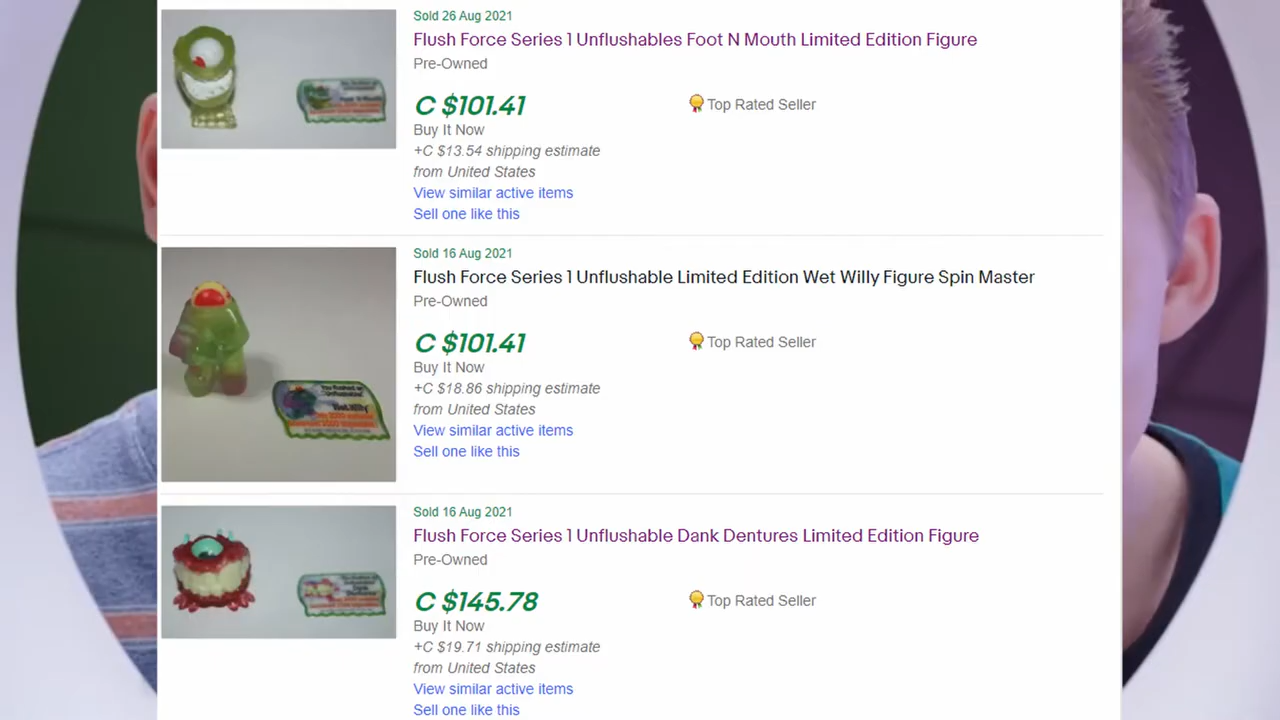 Sold 26 Aug 2021
Flush Force Series 1 Unflushables Foot N Mouth Limited Edition Figure
Pre-Owned
C $101.41
Top Rated Seller
Buy It Now
+C $13.54 shipping estimate
from United States
View similar active items
Sell one like this
Sold 16 Aug 2021
Flush Force Series 1 Unflushable Limited Edition Wet Willy Figure Spin Master
Pre-Owned
C $101.41
Top Rated Seller
Buy It Now
+C $18.86 shipping estimate
from United States
View similar active items
Sell one like this
Sold 16 Aug 2021
Flush Force Series 1 Unflushable Dank Dentures Limited Edition Figure
Pre-Owned
C $145.78
Top Rated Seller
Buy It Now
+C $19.71 shipping estimate
from United States
View similar active items
Sell one like this